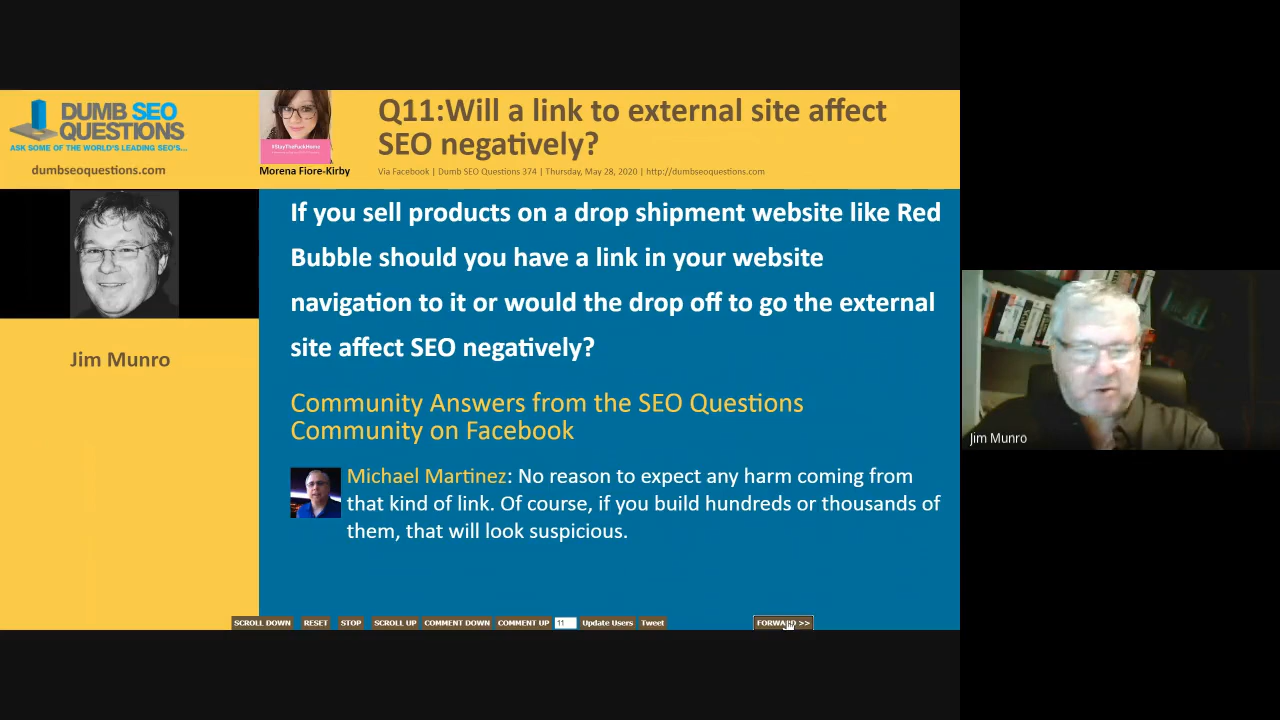 DUMB SEO
QUESTIONS
ASK SOME OF THE WORLD'S LEADING SEO'S...
dumbseoquestions.com
#StayTheFuckHome
Morena Fiore-Kirby
Q11:Will a link to external site affect
SEO negatively?
Via Facebook | Dumb SEO Questions 374 | Thursday, May 28, 2020 | http://dumbseoquestions.com
Jim Munro
If you sell products on a drop shipment website like Red
Bubble should you have a link in your website
navigation to it or would the drop off to go the external
site affect SEO negatively?
Community Answers from the SEO Questions
Community on Facebook
Michael Martinez: No reason to expect any harm coming from
that kind of link. Of course, if you build hundreds or thousands of
them, that will look suspicious.
SCROLL DOWN RESET STOP SCROLL UP COMMENT DOWN COMMENT UP 11 Update Users Tweet FORWARD >>
Jim Munro